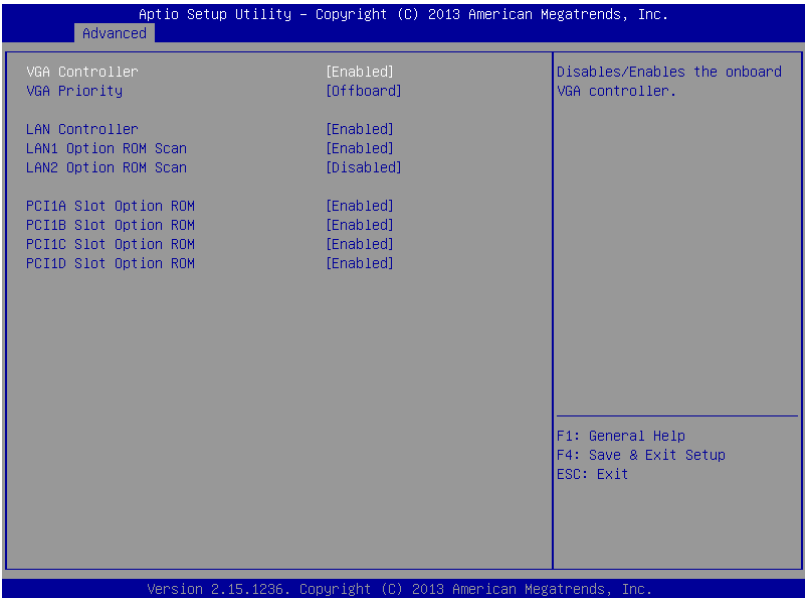 Aptio Setup Utility – Copyright (C) 2013 American Megatrends, Inc.
Advanced
VGA Controller [Enabled]
VGA Priority [Offboard]
LAN Controller [Enabled]
LAN1 Option ROM Scan [Enabled]
LAN2 Option ROM Scan [Disabled]
PCI1A Slot Option ROM [Enabled]
PCI1B Slot Option ROM [Enabled]
PCI1C Slot Option ROM [Enabled]
PCI1D Slot Option ROM [Enabled]
Disables/Enables the onboard
VGA controller.
F1: General Help
F4: Save & Exit Setup
ESC: Exit
Version 2.15.1236. Copyright (C) 2013 American Megatrends, Inc.